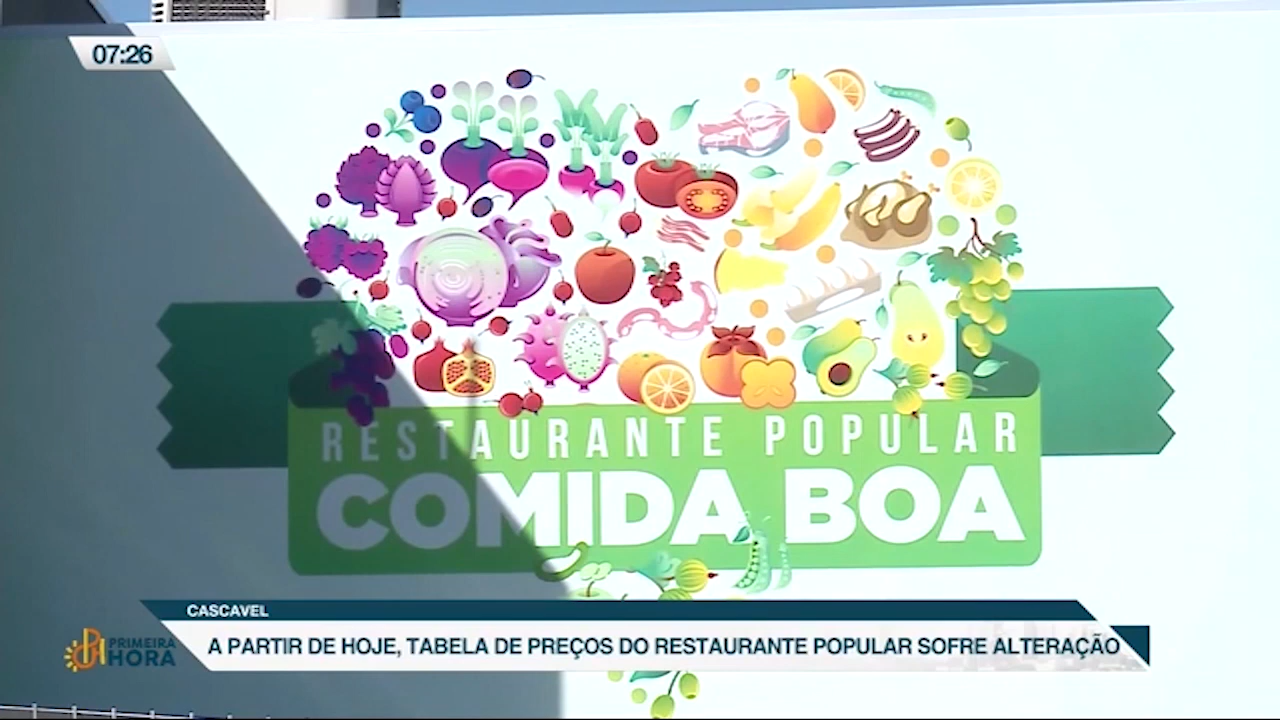 07:26
RESTAURANTE POPULAR
COMIDA BOA
CASCAVEL
A PARTIR DE HOJE, TABELA DE PREÇOS DO RESTAURANTE POPULAR SOFRE ALTERAÇÃO
PRIMEIRA
HORA